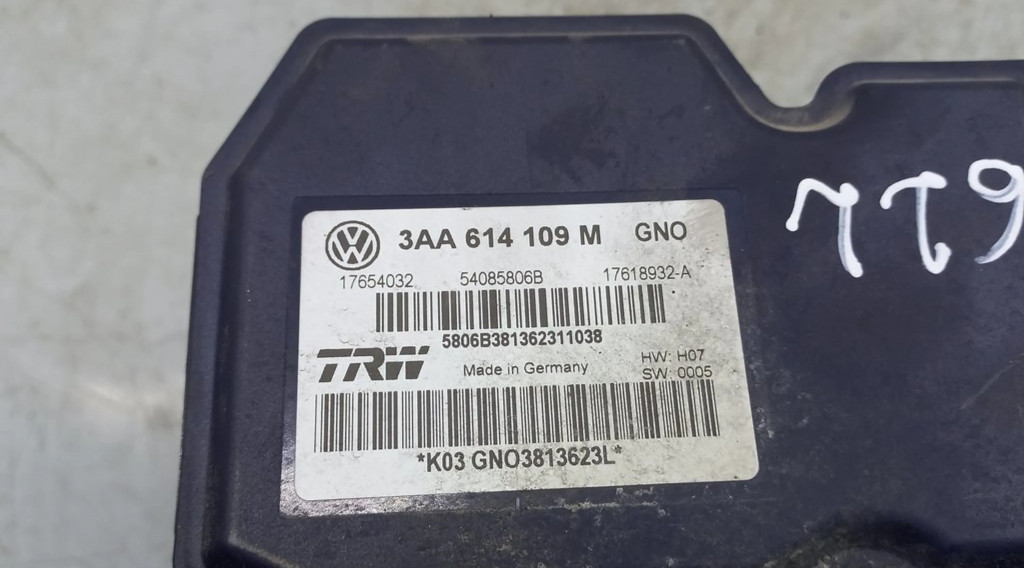 3AA 614 109 M GNO
17654032 54085806B 17618932-A
5806B381362311038
TRW Made in Germany HW: H07
SW: 0005
*K03 GNO3813623L*